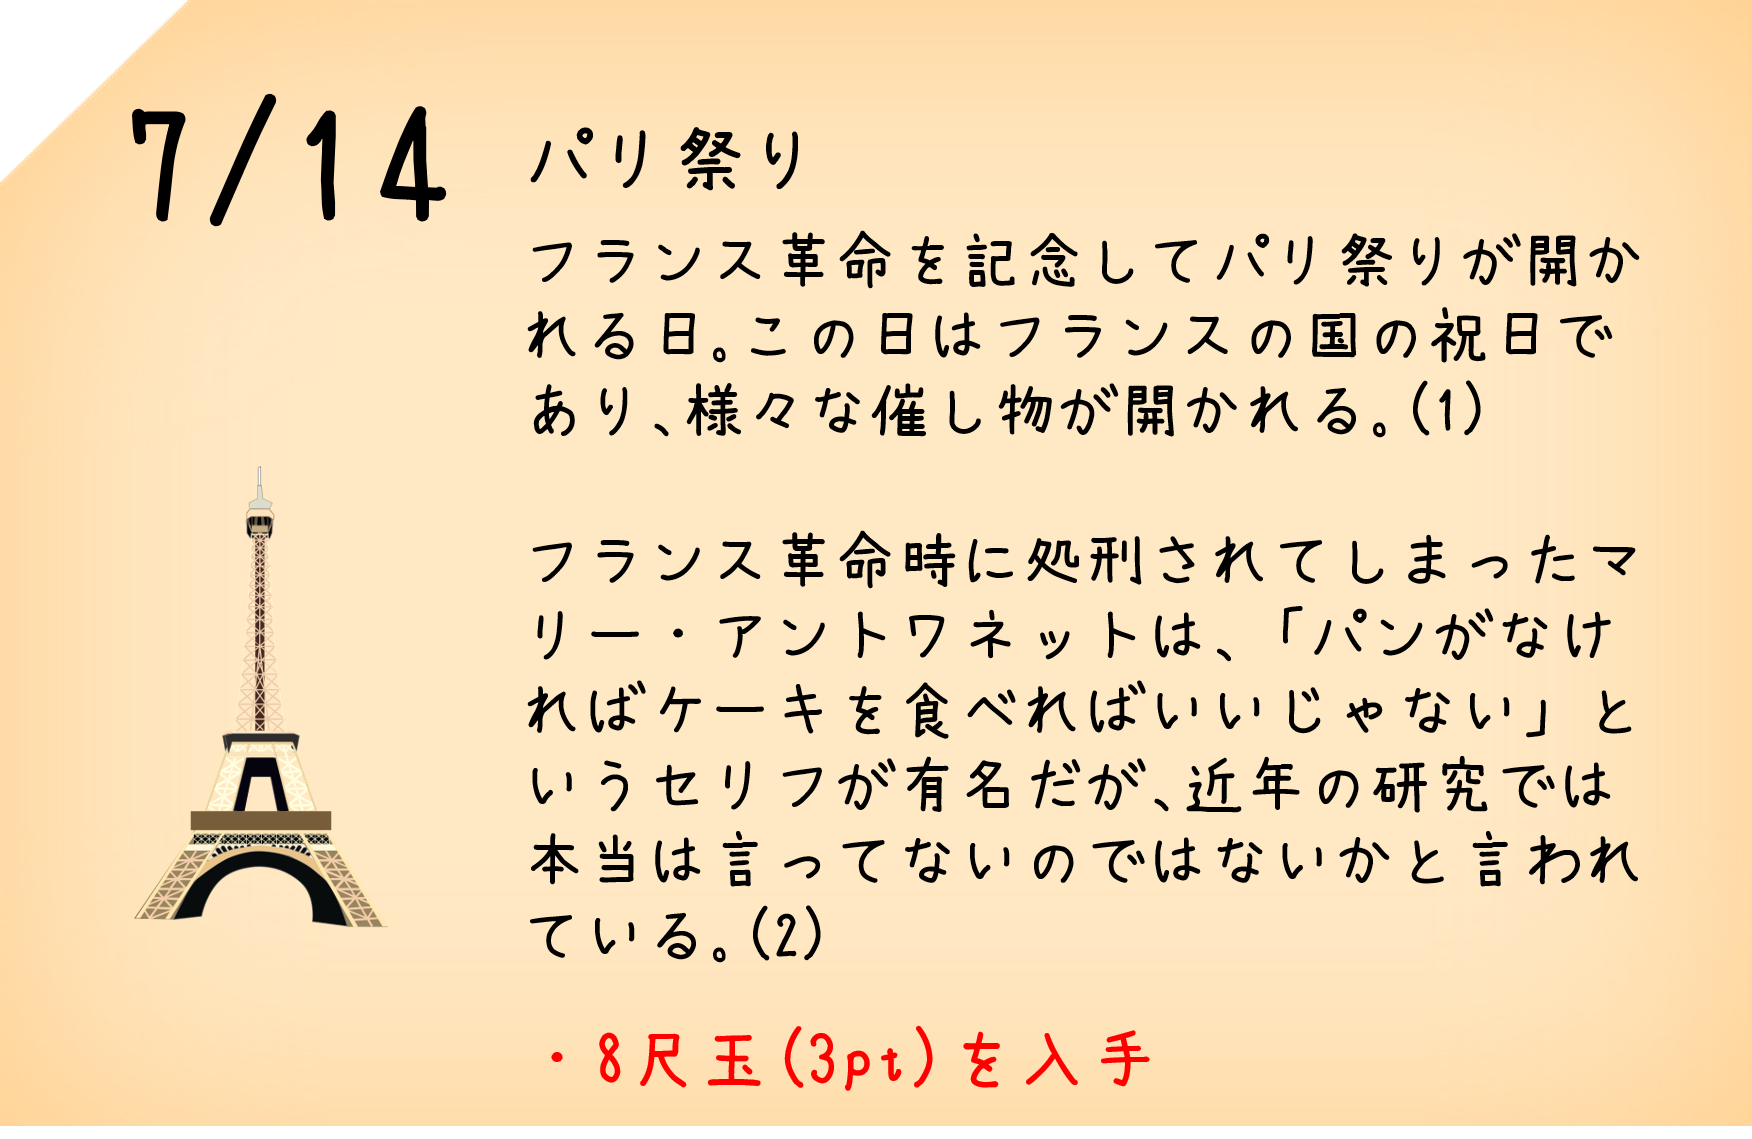 7/14
パリ祭り
フランス革命を記念してパリ祭りが開か
れる日。この日はフランスの国の祝日で
あり、様々な催し物が開かれる。(1)
フランス革命時に処刑されてしまったマ
リー・アントワネットは、「パンがなけ
ればケーキを食べればいいじゃない」と
いうセリフが有名だが、近年の研究では
本当は言ってないのではないかと言われ
ている。(2)
・8尺玉(3pt)を入手